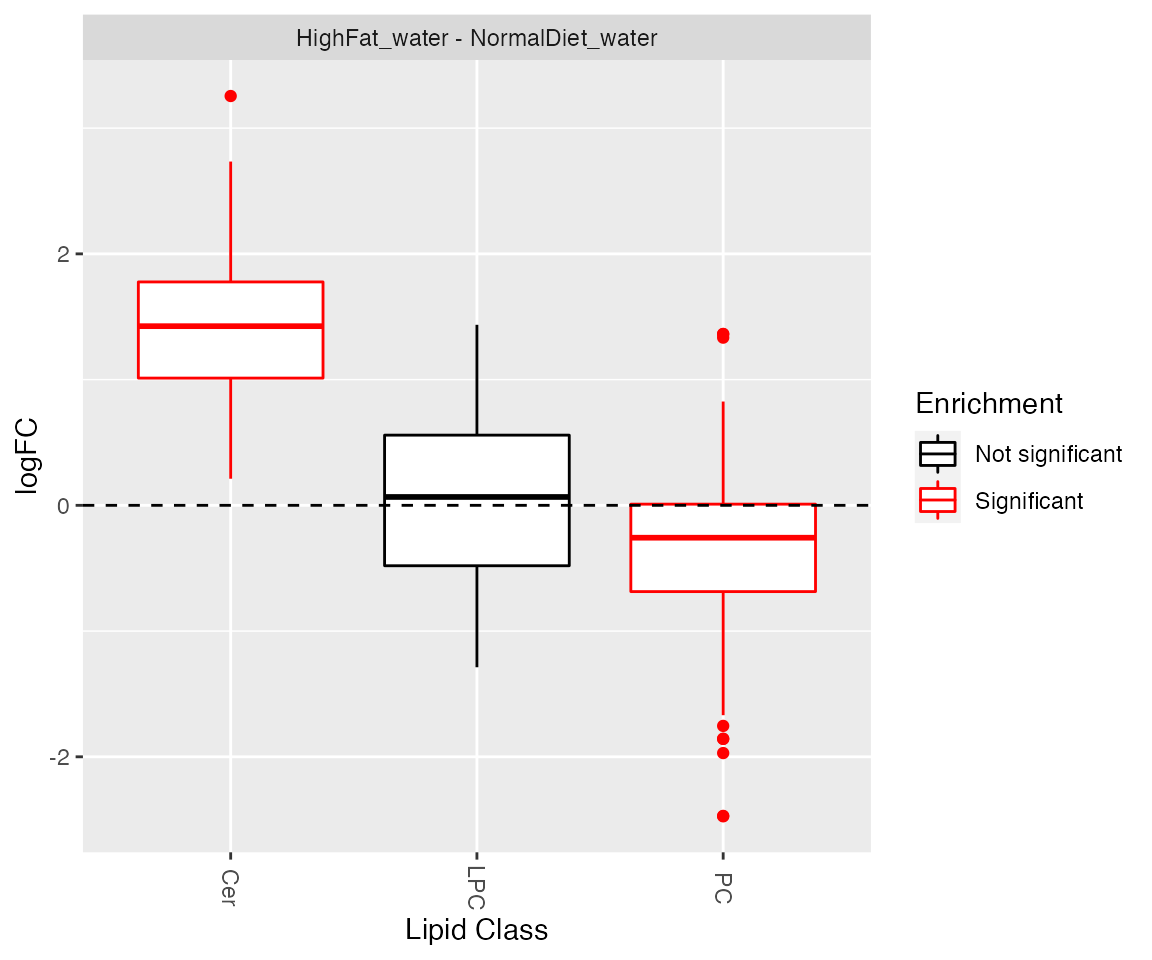 HighFat_water - NormalDiet_water
logFC
2
0
-2
Cer
LPC
PC
Lipid Class
Enrichment
Not significant
Significant